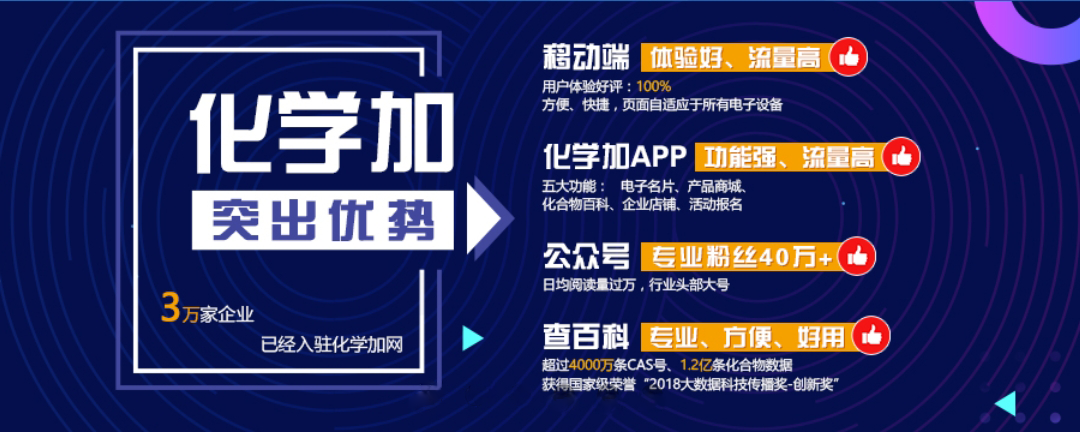 化学加
突出优势
3万家企业
已经入驻化学加网
移动端 体验好、流量高
用户体验好评：100%
方便、快捷，页面自适应于所有电子设备
化学加APP 功能强、流量高
五大功能： 电子名片、产品商城、
化合物百科、企业店铺、活动报名
公众号 专业粉丝40万+
日均阅读量过万，行业头部大号
查百科 专业、方便、好用
超过4000万条CAS号、1.2亿条化合物数据
获得国家级荣誉“2018大数据科技传播奖-创新奖”